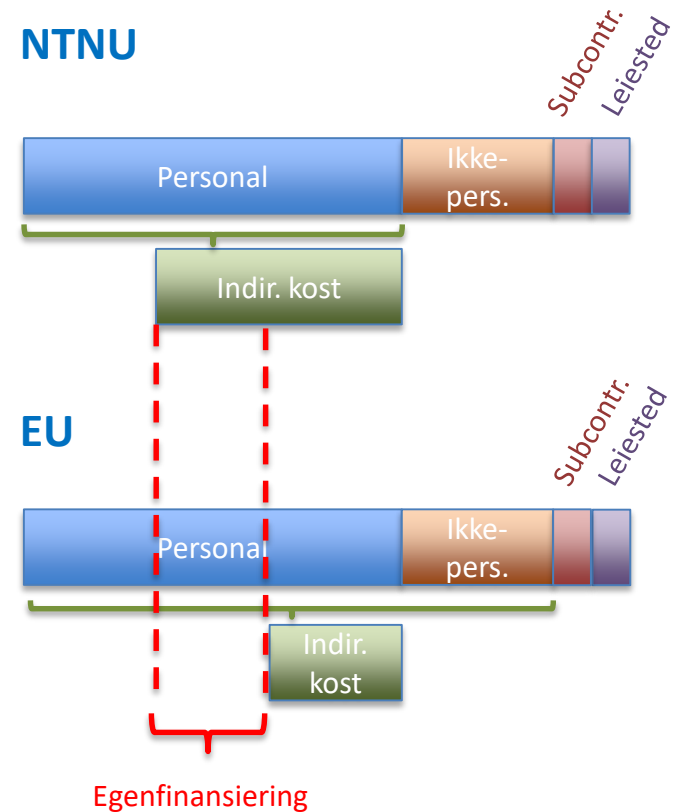 NTNU
Subcontr.
Leiested
Personal
Ikke-
pers.
Indir. kost
EU
Subcontr.
Leiested
Personal
Ikke-
pers.
Indir.
kost
Egenfinansiering